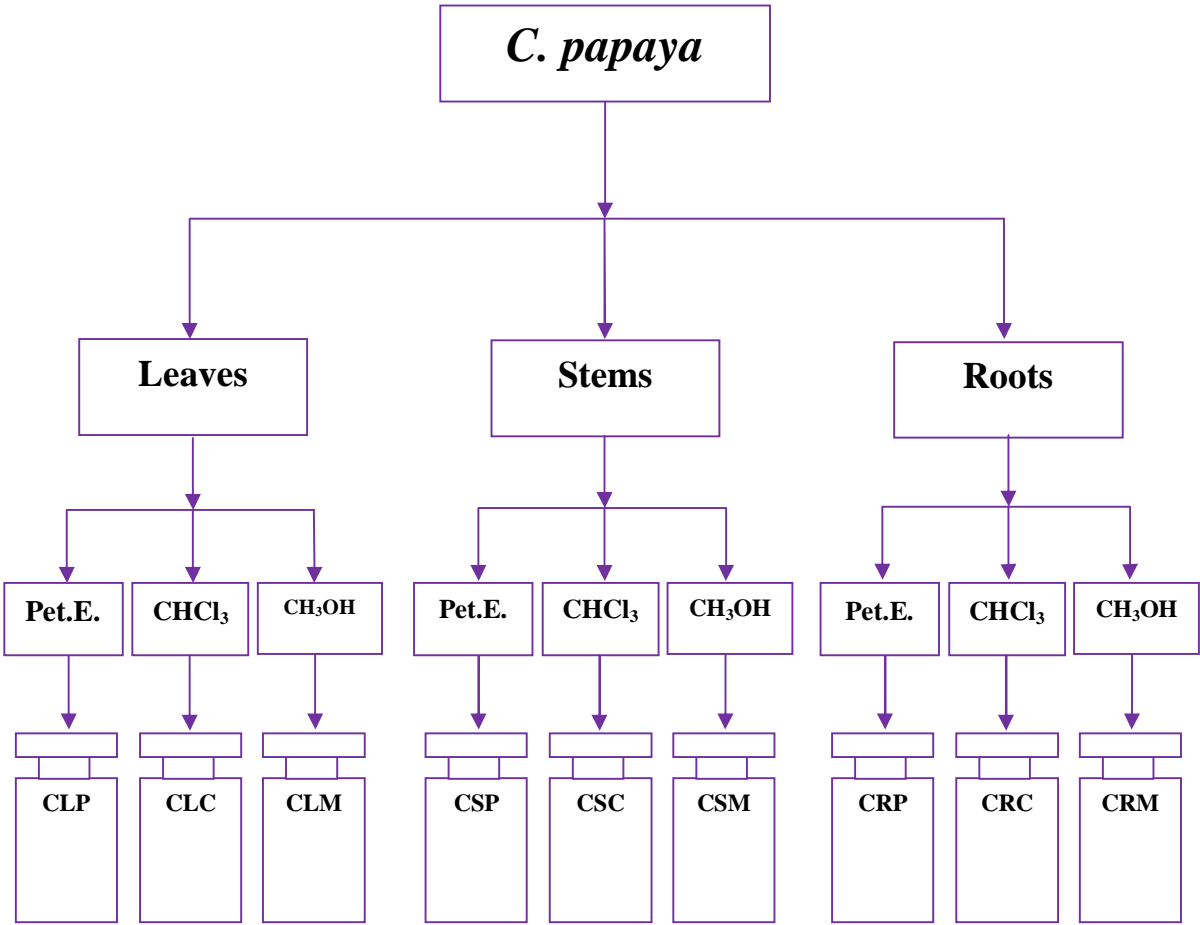 C. papaya
Leaves
Stems
Roots
Pet.E.
CHCl₃
CH₃OH
Pet.E.
CHCl₃
CH₃OH
Pet.E.
CHCl₃
CH₃OH
CLP
CLC
CLM
CSP
CSC
CSM
CRP
CRC
CRM